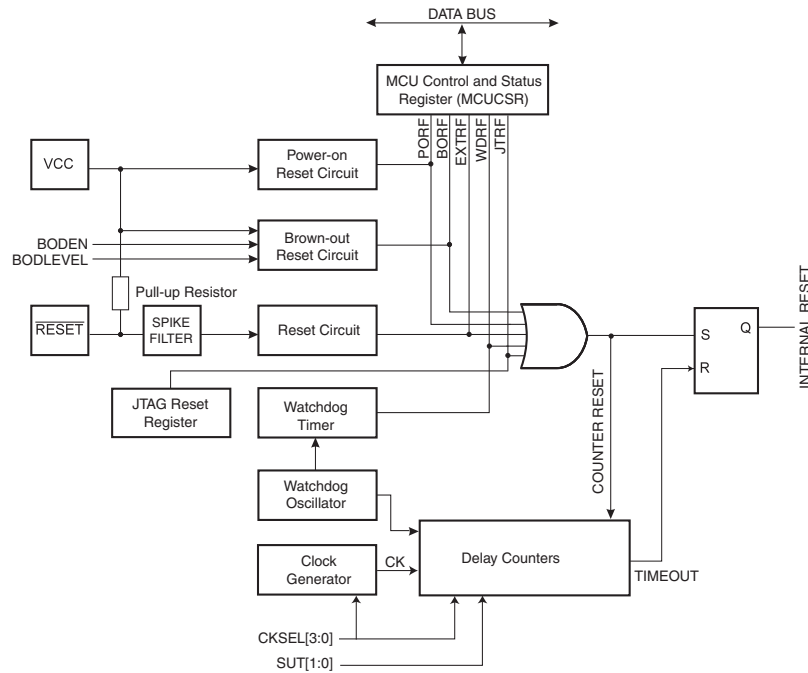 DATA BUS
MCU Control and Status
Register (MCUCSR)
PORF
BORF
EXTRF
WDRF
JTRF
VCC
Power-on
Reset Circuit
BODEN
BODLEVEL
Brown-out
Reset Circuit
Pull-up Resistor
RESET
SPIKE
FILTER
Reset Circuit
S
Q
R
INTERNAL RESET
JTAG Reset
Register
Watchdog
Timer
COUNTER RESET
Watchdog
Oscillator
Clock
Generator
CK
Delay Counters
TIMEOUT
CKSEL[3:0]
SUT[1:0]